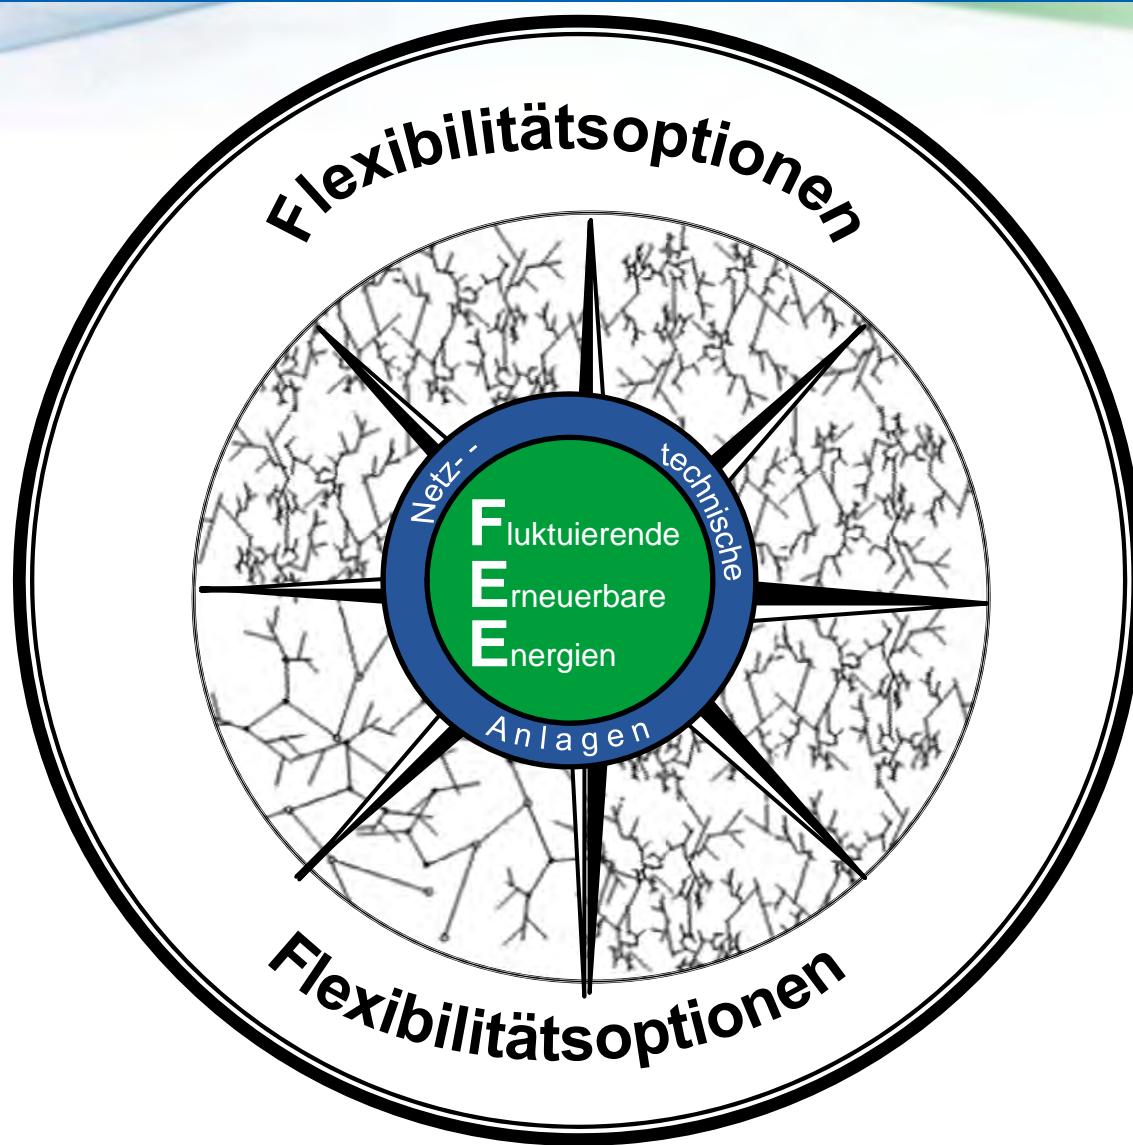 Flexibilitätsoptionen
Netz- -
technische
Fluktuierende
Erneuerbare
Energien
Anlagen
Flexibilitätsoptionen